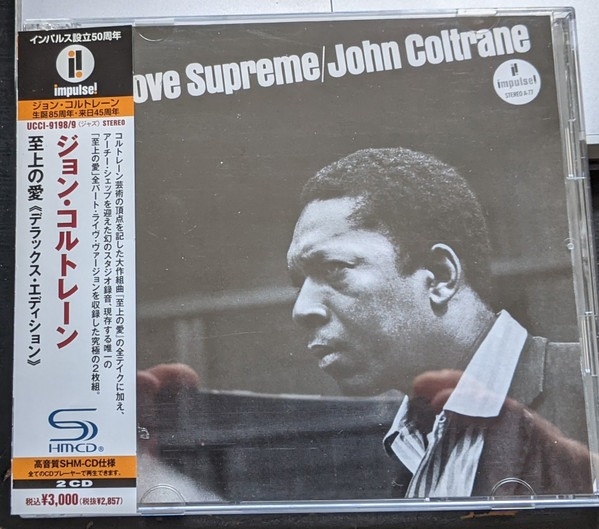 インパルス設立50周年
i!
impulse!
ジョン・コルトレーン
生誕85周年・来日45周年
UCCI-9198/9 〈ジャズ〉 STEREO
ジョン・コルトレーン
至上の愛《デラックス・エディション》
コルトレーン芸術の頂点を記した大作組曲「至上の愛」の全テイクに加え、
アーチー・シェップを迎えた幻のスタジオ録音、現存する唯一の
「至上の愛」全パート・ライヴ・ヴァージョンを収録した究極の2枚組。
SHM-CD
高音質SHM-CD仕様
全てのCDプレーヤーで再生できます。
2 CD
税込¥3,000(税抜¥2,857)
ove Supreme/John Coltrane
i!
impulse!
STEREO A-77